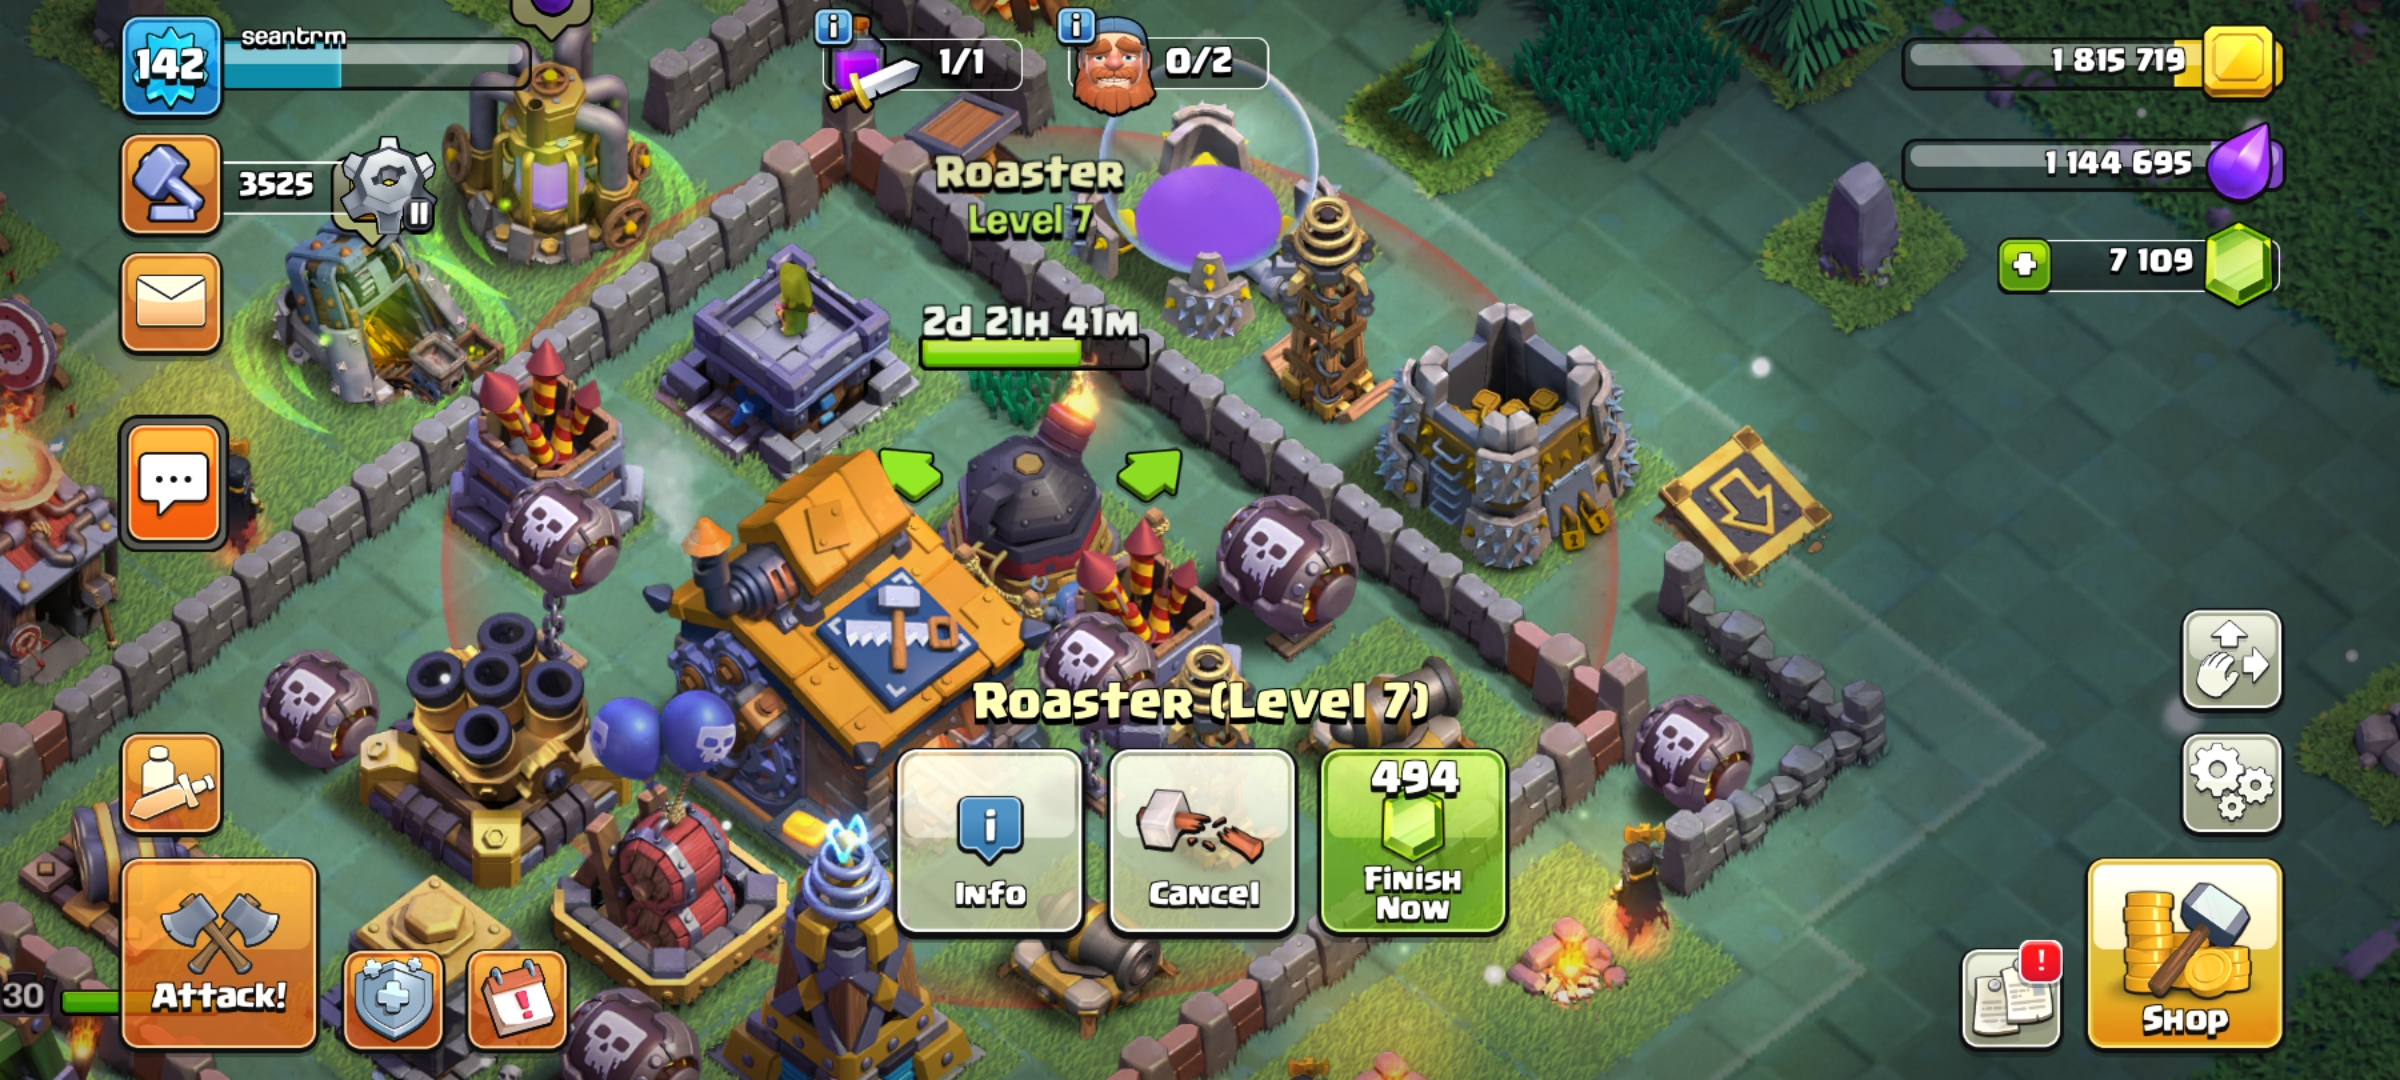 142
seantrm
1/1
0/2
1 815 719
3525
1 144 695
7 109
Roaster
Level 7
2d 21H 41M
Roaster (Level 7)
Info
Cancel
494
Finish
Now
30
Attack!
Shop